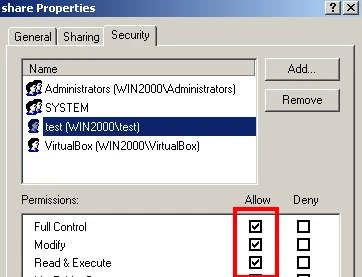 share Properties
General Sharing Security
Name
Add...
Administrators (WIN2000\Administrators)
SYSTEM
Remove
test (WIN2000\test)
VirtualBox (WIN2000\VirtualBox)
Permissions: Allow Deny
Full Control
Modify
Read & Execute